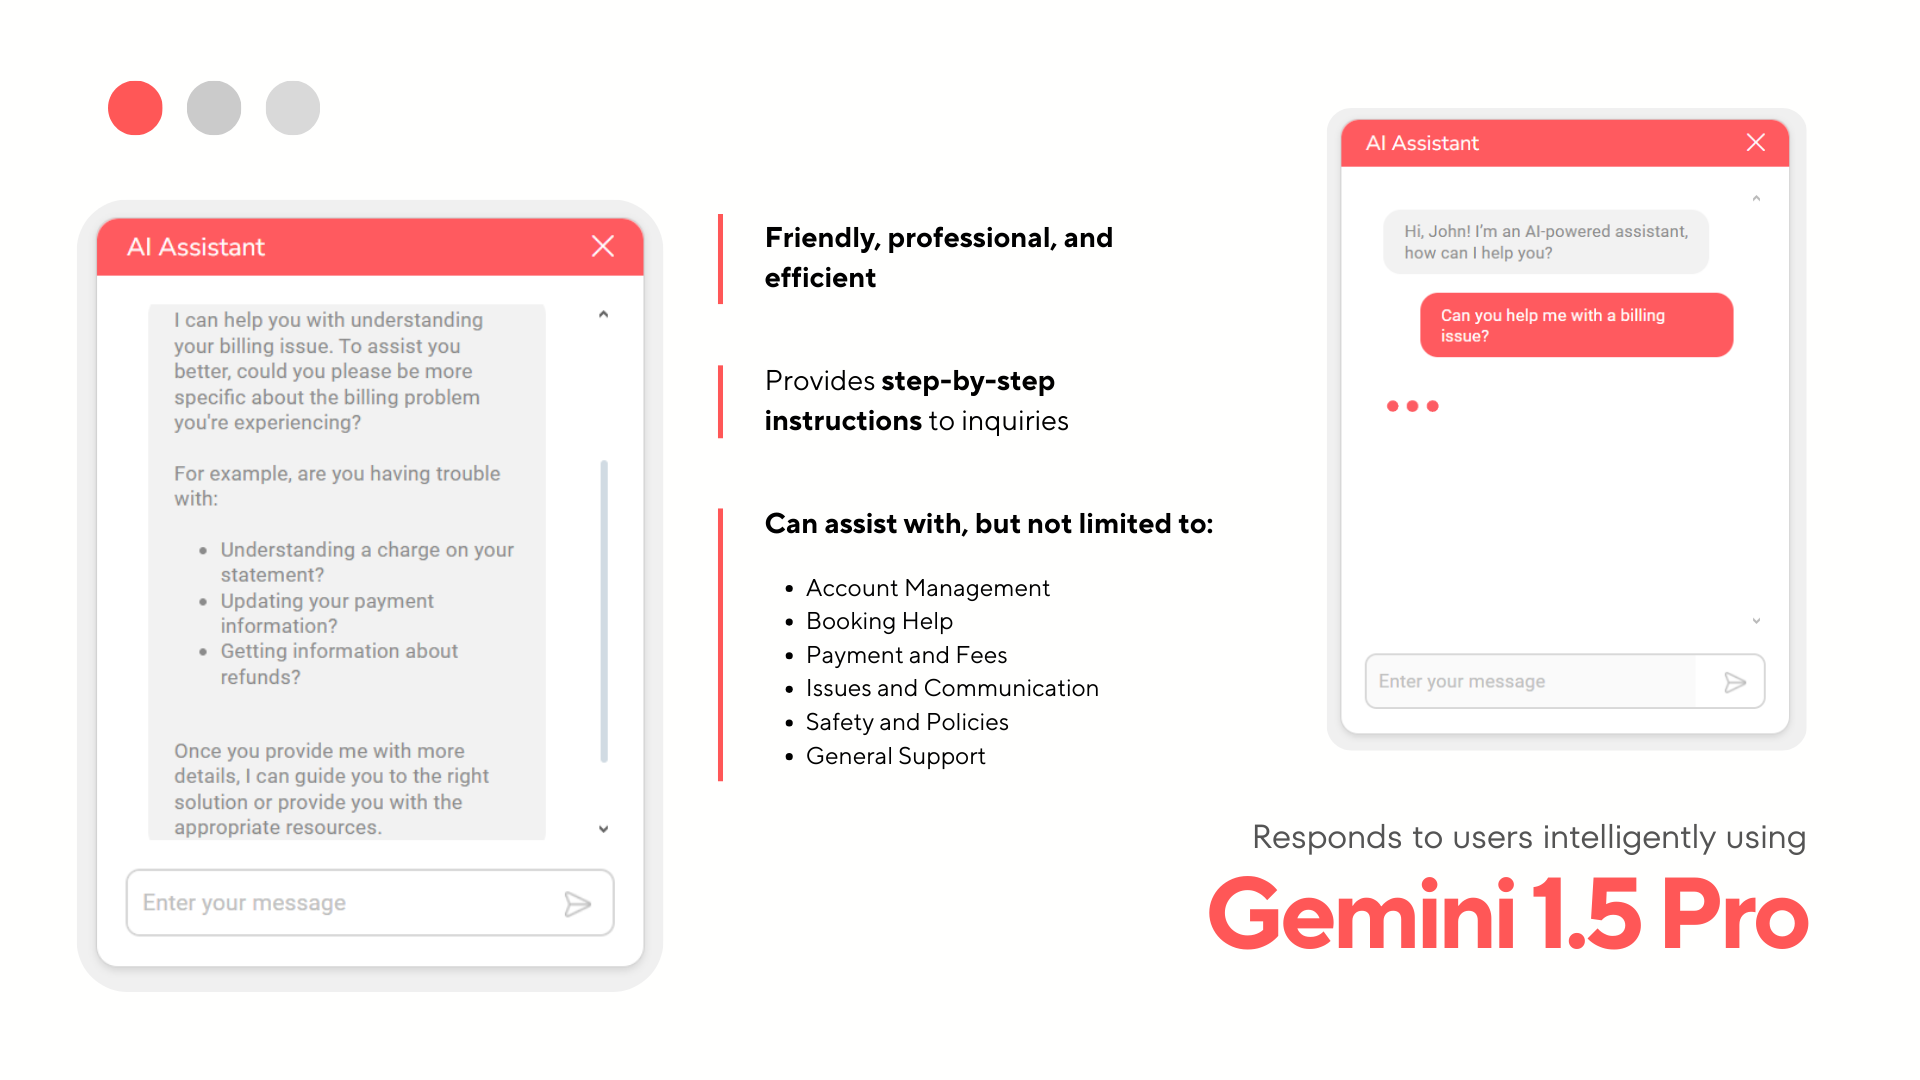 AI Assistant
I can help you with understanding
your billing issue. To assist you
better, could you please be more
specific about the billing problem
you're experiencing?
For example, are you having trouble
with:
• Understanding a charge on your
statement?
• Updating your payment
information?
• Getting information about
refunds?
Once you provide me with more
details, I can guide you to the right
solution or provide you with the
appropriate resources.
Enter your message
Friendly, professional, and
efficient
Provides step-by-step
instructions to inquiries
Can assist with, but not limited to:
• Account Management
• Booking Help
• Payment and Fees
• Issues and Communication
• Safety and Policies
• General Support
AI Assistant
Hi, John! I'm an AI-powered assistant,
how can I help you?
Can you help me with a billing
issue?
Enter your message
Responds to users intelligently using
Gemini 1.5 Pro